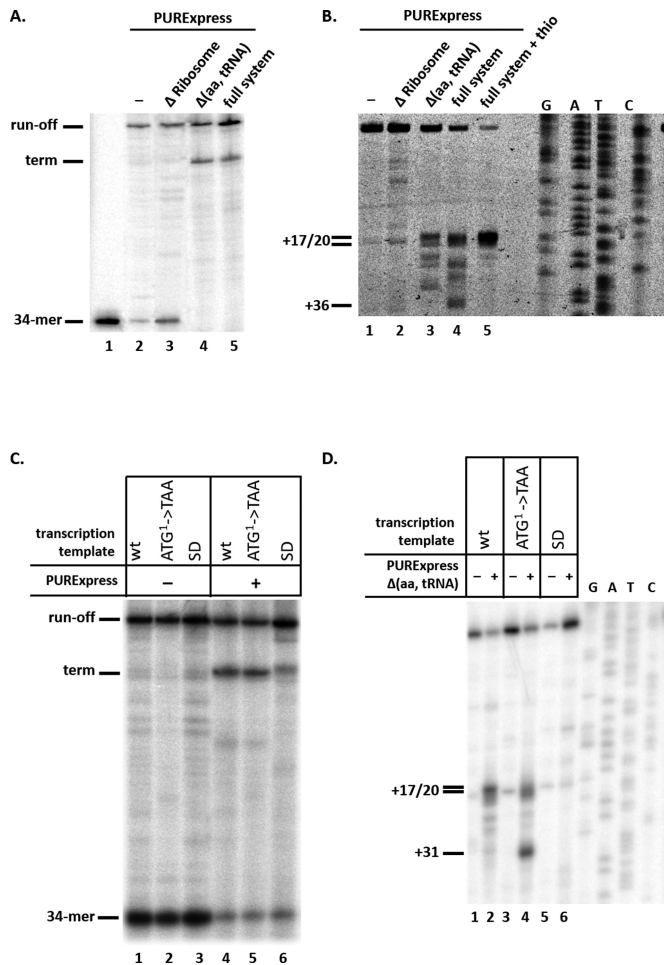 A.
PURExpress
–
Δ Ribosome
Δ(aa, tRNA)
full system
run-off
term
34-mer
1 2 3 4 5
B.
PURExpress
–
Δ Ribosome
Δ(aa, tRNA)
full system
full system + thio
G A T C
+17/20
+36
1 2 3 4 5
C.
transcription template
wt
ATG¹->TAA
SD
wt
ATG¹->TAA
SD
PURExpress – +
run-off
term
34-mer
1 2 3 4 5 6
D.
transcription template
wt
ATG¹->TAA
SD
PURExpress
Δ(aa, tRNA) – + – + – +
G A T C
+17/20
+31
1 2 3 4 5 6